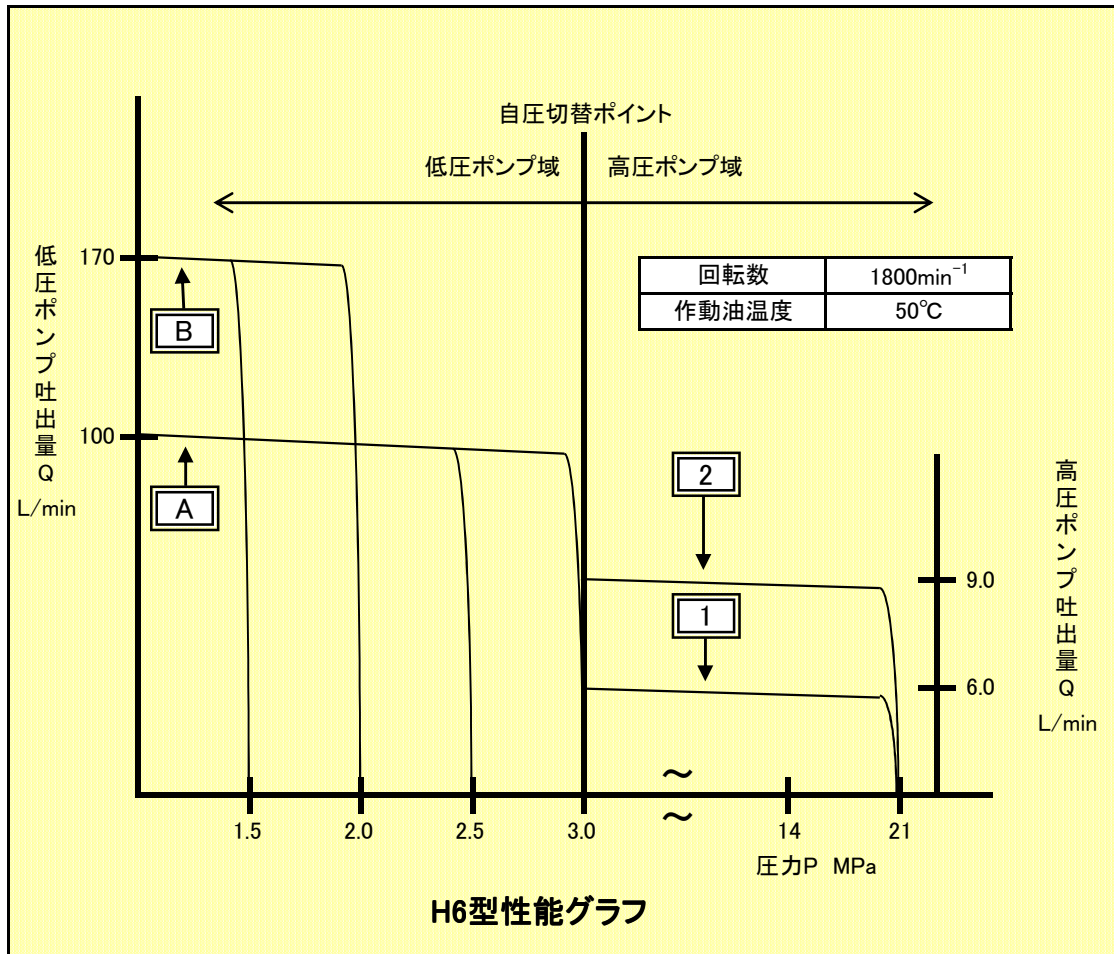 自圧切替ポイント
低圧ポンプ域
高圧ポンプ域
低圧ポンプ吐出量Q
L/min
170
100
B
A
回転数
1800min⁻¹
作動油温度
50℃
2
1
高圧ポンプ吐出量Q
L/min
9.0
6.0
~
~
1.5
2.0
2.5
3.0
14
21
圧力P MPa
H6型性能グラフ